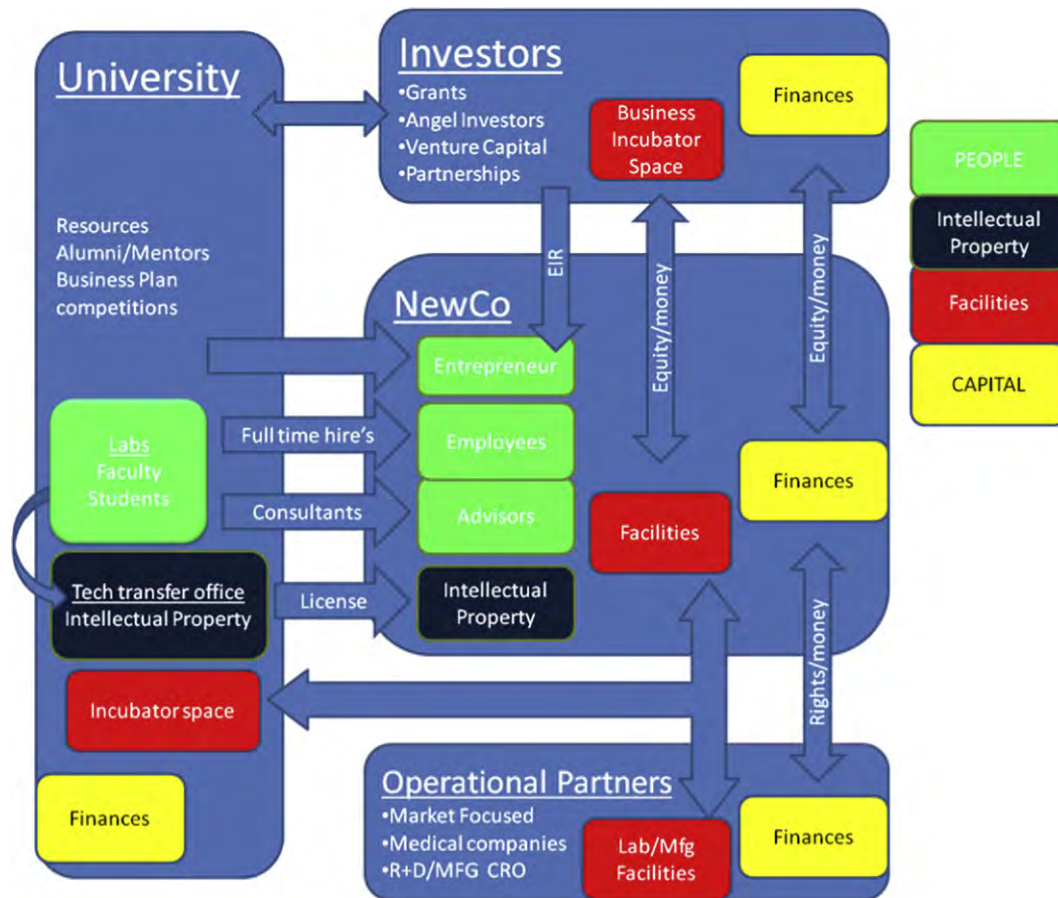 University
Resources
Alumni/Mentors
Business Plan
competitions
Labs
Faculty
Students
Tech transfer office
Intellectual Property
Incubator space
Finances
Investors
•Grants
•Angel Investors
•Venture Capital
•Partnerships
Business
Incubator
Space
Finances
EIR
Equity/money
Equity/money
NewCo
Entrepreneur
Full time hire's
Employees
Consultants
Advisors
License
Intellectual
Property
Facilities
Finances
Rights/money
Operational Partners
•Market Focused
•Medical companies
•R+D/MFG CRO
Lab/Mfg
Facilities
Finances
PEOPLE
Intellectual
Property
Facilities
CAPITAL